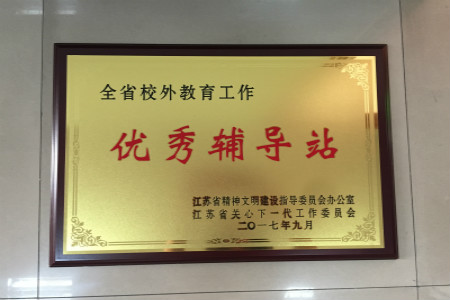 全省校外教育工作
优秀辅导站
江苏省精神文明建设指导委员会办公室
江苏省关心下一代工作委员会
二〇一七年九月